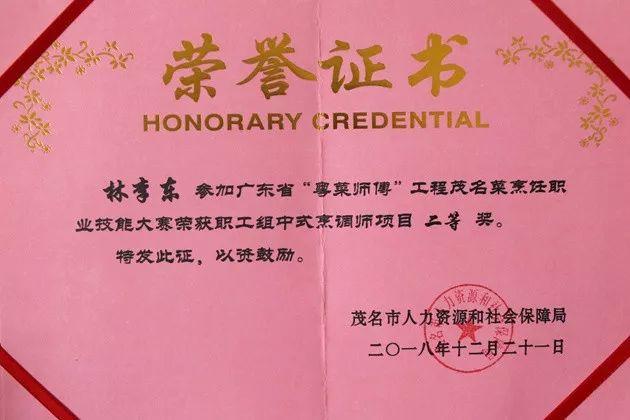 荣誉证书
HONORARY CREDENTIAL
林李东 参加广东省“粤菜师傅”工程茂名菜烹饪职
业技能大赛荣获职工组中式烹调师项目 二等 奖。
特发此证，以资鼓励。
茂名市人力资源和社会保障局
二〇一八年十二月二十一日